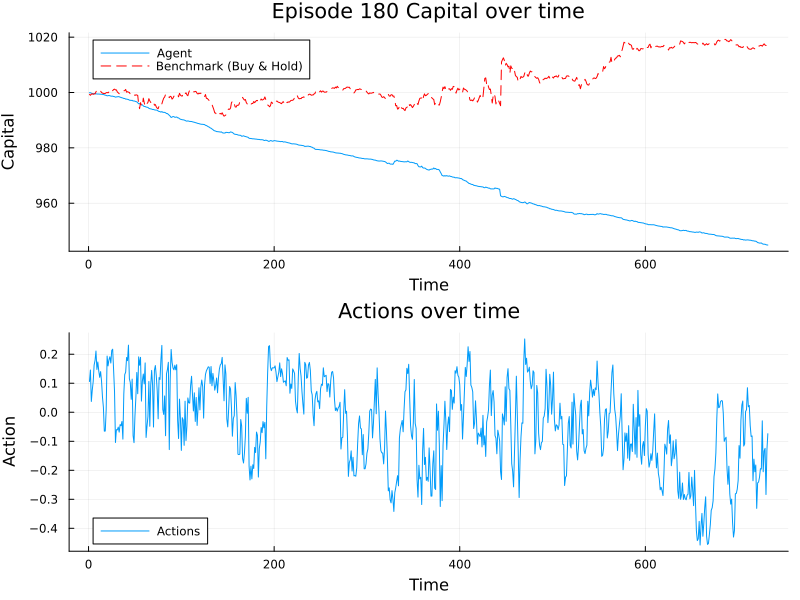 Episode 180 Capital over time
Capital
1020
1000
980
960
Agent
Benchmark (Buy & Hold)
0
200
400
600
Time
Actions over time
Action
0.2
0.1
0.0
−0.1
−0.2
−0.3
−0.4
Actions
0
200
400
600
Time